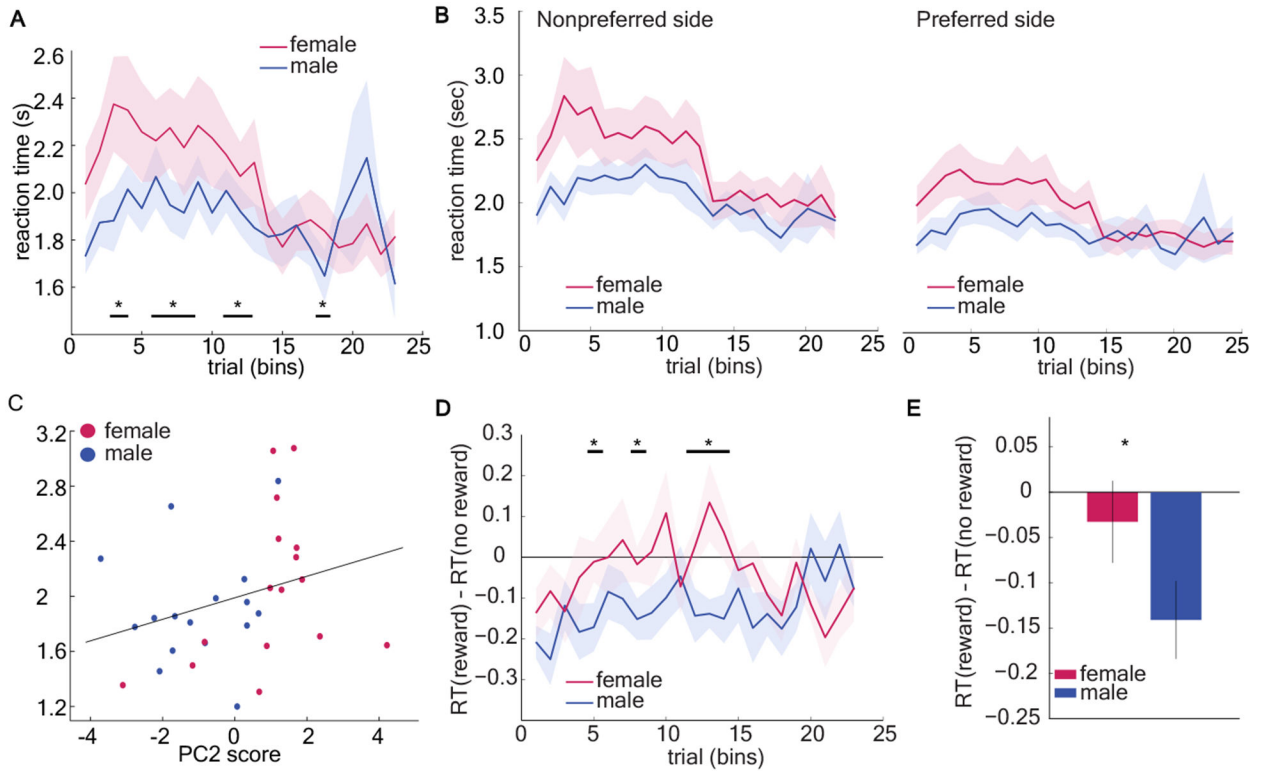 A
female
male
reaction time (s)
2.6
2.4
2.2
2.0
1.8
1.6
* * * *
0 5 10 15 20 25
trial (bins)
B
Nonpreferred side
Preferred side
reaction time (sec)
3.5
3.0
2.5
2.0
1.5
1.0
female
male
0 5 10 15 20 25
trial (bins)
female
male
0 5 10 15 20 25
trial (bins)
C
female
male
3.2
2.8
2.4
2
1.6
1.2
-4 -2 0 2 4
PC2 score
D
RT(reward) - RT(no reward)
0.3
0.2
0.1
0
−0.1
−0.2
−0.3
* * *
female
male
5 10 15 20 25
trial (bins)
E
RT(reward) - RT(no reward)
*
0.05
0
−0.05
−0.1
−0.15
−0.2
−0.25
female
male